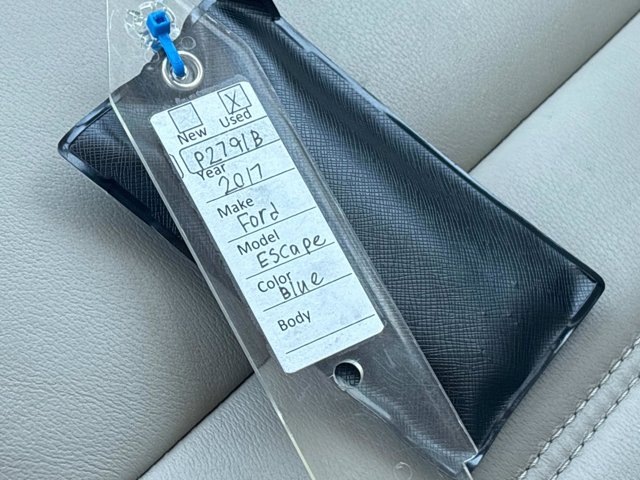 New Used
P2791B
Year
2017
Make
Ford
Model
Escape
Color
Blue
Body